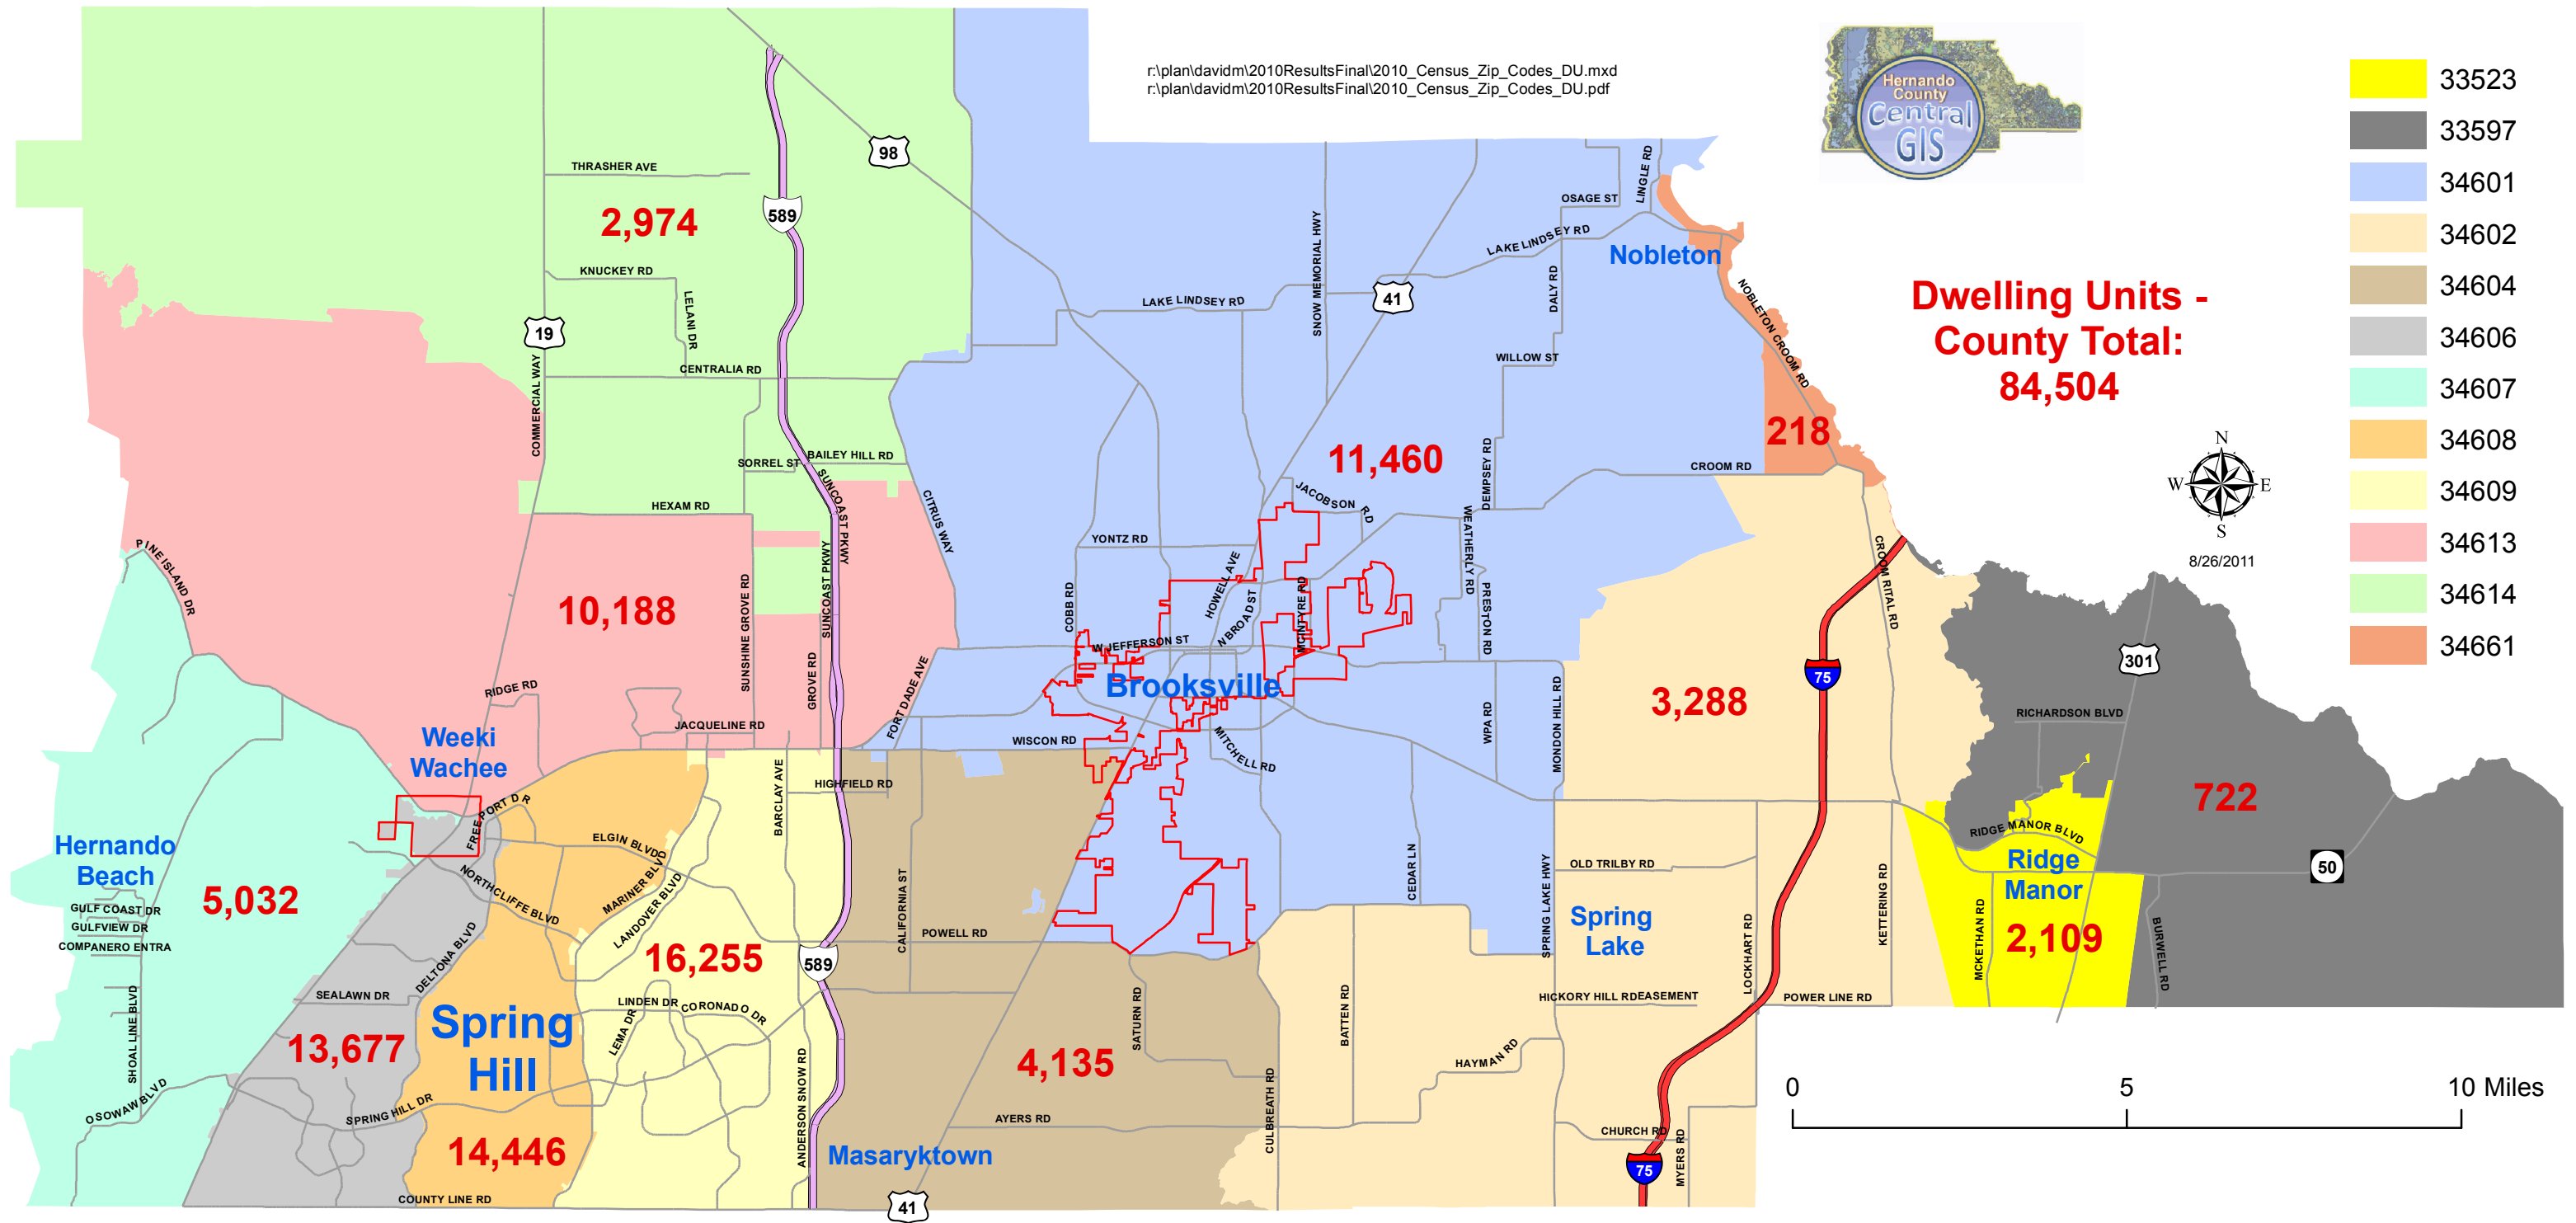 r:\plan\davidm\2010ResultsFinal\2010_Census_Zip_Codes_DU.mxd
r:\plan\davidm\2010ResultsFinal\2010_Census_Zip_Codes_DU.pdf
Hernando
County
Central
GIS
33523
33597
34601
34602
34604
34606
34607
34608
34609
34613
34614
34661
Dwelling Units -
County Total:
84,504
N
W
E
S
8/26/2011
98
THRASHER AVE
589
2,974
KNUCKEY RD
LELANI DR
19
COMMERCIAL WAY
CENTRALIA RD
SORREL ST
BAILEY HILL RD
SUNCOAST PKWY
HEXAM RD
CITRUS WAY
LINGLE RD
OSAGE ST
SNOW MEMORIAL HWY
LAKE LINDSEY RD
Nobleton
DALY RD
41
LAKE LINDSEY RD
NOBLETON CROOM RD
WILLOW ST
218
11,460
DEMPSEY RD
CROOM RD
JACOBSON RD
WEATHERLY RD
YONTZ RD
HOWELL AVE
N BROAD ST
MCINTYRE RD
PRESTON RD
COBB RD
W JEFFERSON ST
Brooksville
CROOM RITAL RD
PINE ISLAND DR
10,188
SUNSHINE GROVE RD
SUNCOAST PKWY
GROVE RD
FORT DADE AVE
RIDGE RD
JACQUELINE RD
WISCON RD
MITCHELL RD
WPA RD
MONDON HILL RD
3,288
75
301
RICHARDSON BLVD
722
Weeki
Wachee
FREEPORT DR
BARCLAY AVE
HIGHFIELD RD
ELGIN BLVD
MARINER BLVD
LANDOVER BLVD
NORTHCLIFFE BLVD
Hernando
Beach
5,032
GULF COAST DR
GULFVIEW DR
COMPANERO ENTRA
SHOAL LINE BLVD
CALIFORNIA ST
POWELL RD
CEDAR LN
SPRING LAKE HWY
OLD TRILBY RD
KETTERING RD
RIDGE MANOR BLVD
Ridge
Manor
50
Spring
Lake
LOCKHART RD
MCKETHAN RD
2,109
BURWELL RD
16,255
589
DELTONA BLVD
SEALAWN DR
Spring
Hill
LINDEN DR
CORONADO DR
LEMA DR
13,677
SATURN RD
4,135
BATTEN RD
HICKORY HILL RDEASEMENT
POWER LINE RD
HAYMAN RD
OSOWAW BLVD
SPRING HILL DR
ANDERSON SNOW RD
CULBREATH RD
AYERS RD
CHURCH RD
MYERS RD
14,446
Masaryktown
75
COUNTY LINE RD
41
0
5
10 Miles